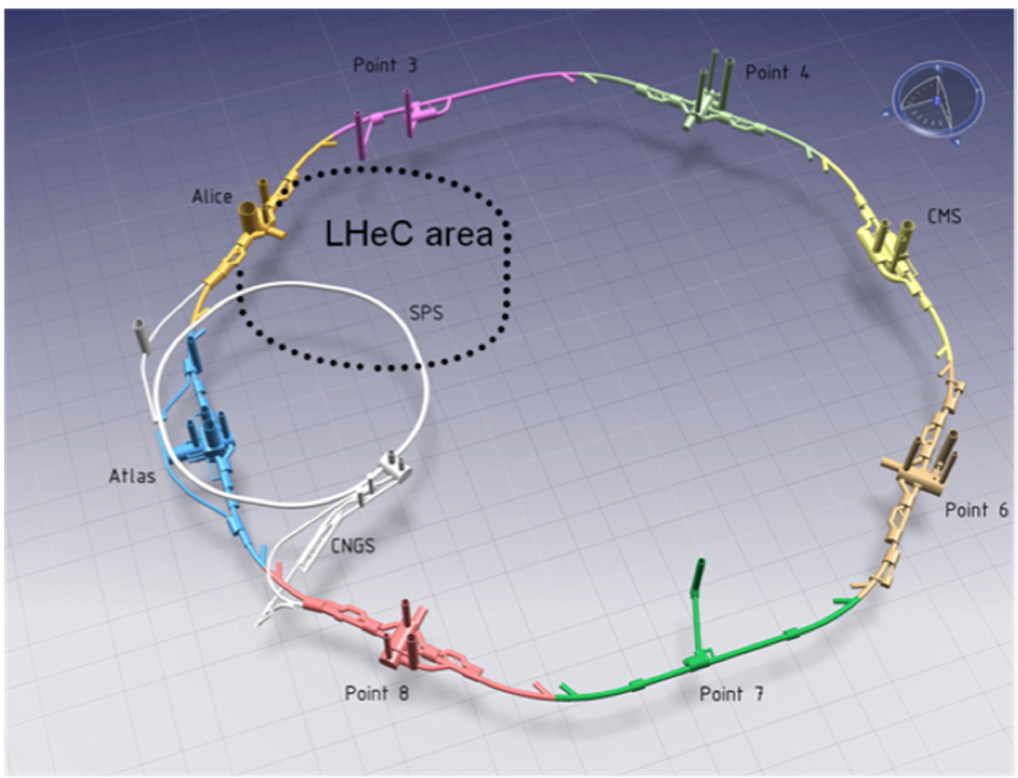 Point 3
Point 4
Alice
CMS
LHeC area
SPS
Atlas
Point 6
CNGS
Point 8
Point 7